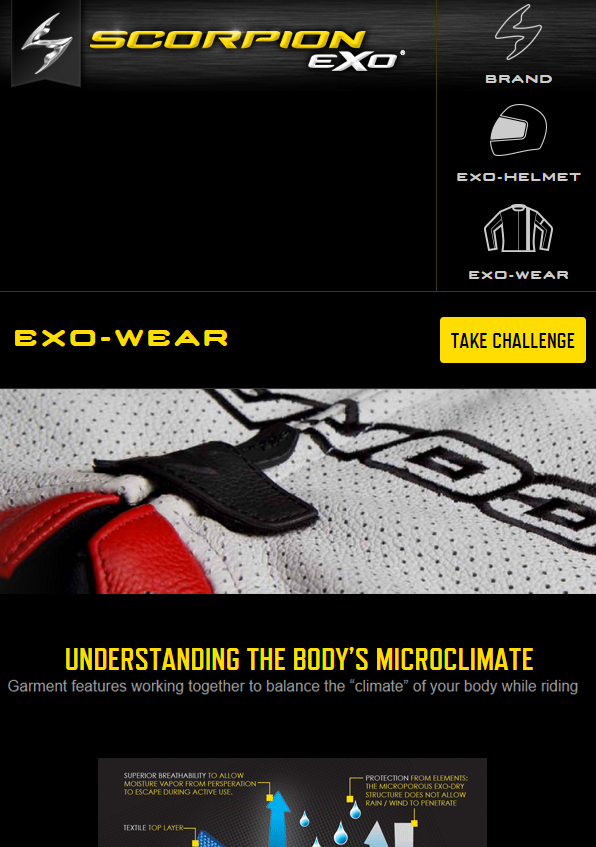 SCORPION
EXO®
BRAND
EXO-HELMET
EXO-WEAR
EXO-WEAR
TAKE CHALLENGE
UNDERSTANDING THE BODY’S MICROCLIMATE
Garment features working together to balance the “climate” of your body while riding
SUPERIOR BREATHABILITY TO ALLOW
MOISTURE VAPOR FROM PERSPERATION
TO ESCAPE DURING ACTIVE USE.
PROTECTION FROM ELEMENTS:
THE MICROPOROUS EXO-DRY
STRUCTURE DOES NOT ALLOW
RAIN / WIND TO PENETRATE
TEXTILE TOP LAYER